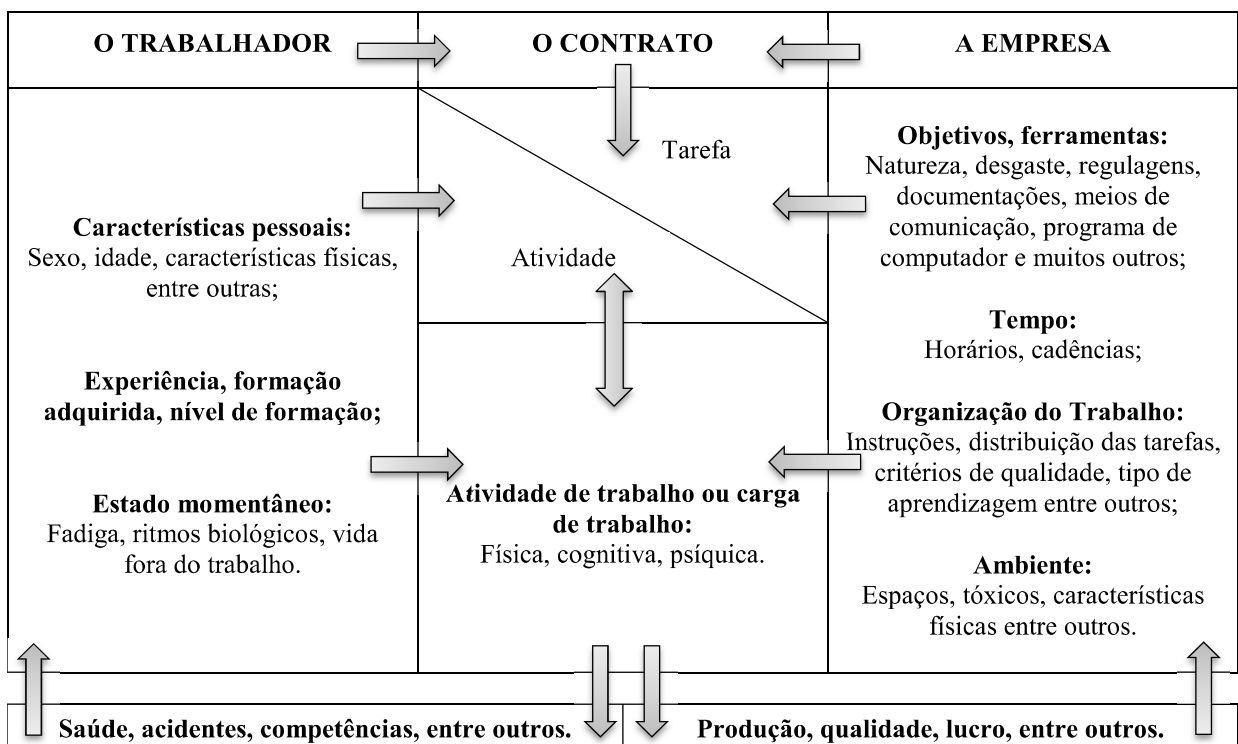 O TRABALHADOR
O CONTRATO
A EMPRESA
Características pessoais:
Sexo, idade, características físicas,
entre outras;
Experiência, formação
adquirida, nível de formação;
Estado momentâneo:
Fadiga, ritmos biológicos, vida
fora do trabalho.
Tarefa
Atividade
Atividade de trabalho ou carga
de trabalho:
Física, cognitiva, psíquica.
Objetivos, ferramentas:
Natureza, desgaste, regulagens,
documentações, meios de
comunicação, programa de
computador e muitos outros;
Tempo:
Horários, cadências;
Organização do Trabalho:
Instruções, distribuição das tarefas,
critérios de qualidade, tipo de
aprendizagem entre outros;
Ambiente:
Espaços, tóxicos, características
físicas entre outros.
Saúde, acidentes, competências, entre outros.
Produção, qualidade, lucro, entre outros.